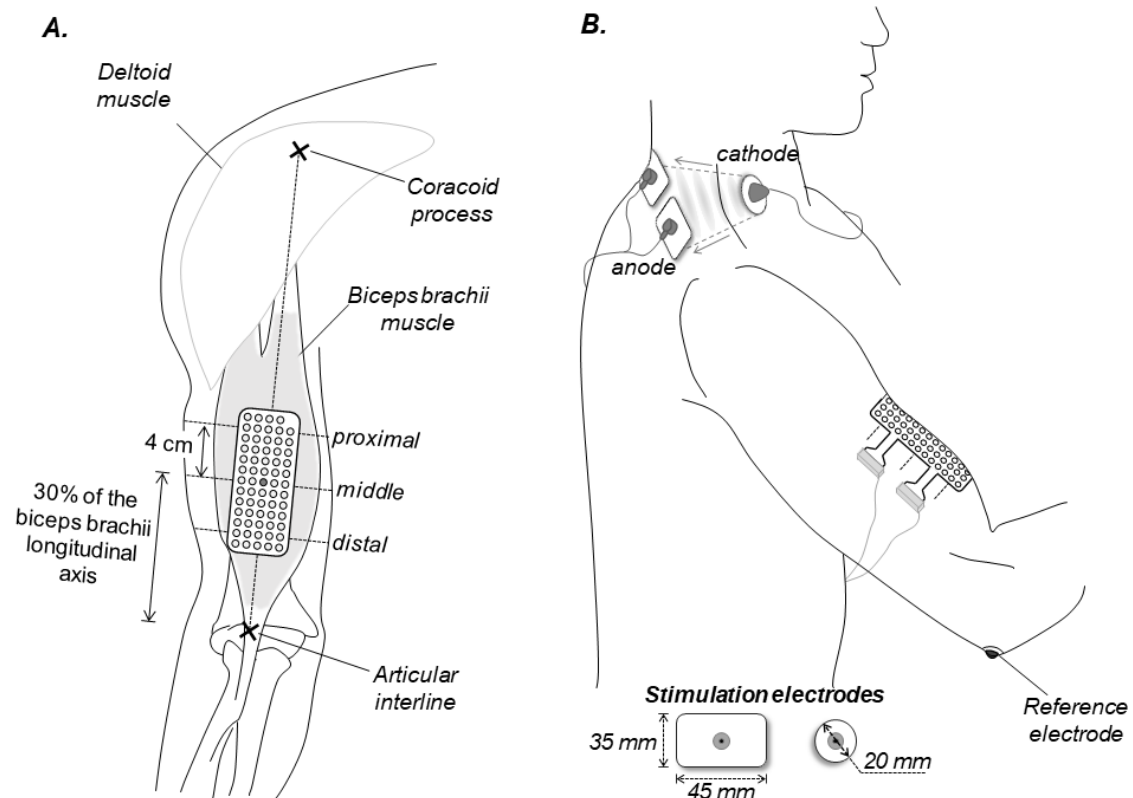 A.
Deltoid
muscle
Coracoid
process
Biceps brachii
muscle
proximal
4 cm
middle
30% of the
biceps brachii
longitudinal
axis
distal
Articular
interline
B.
cathode
anode
Stimulation electrodes
35 mm
45 mm
20 mm
Reference
electrode